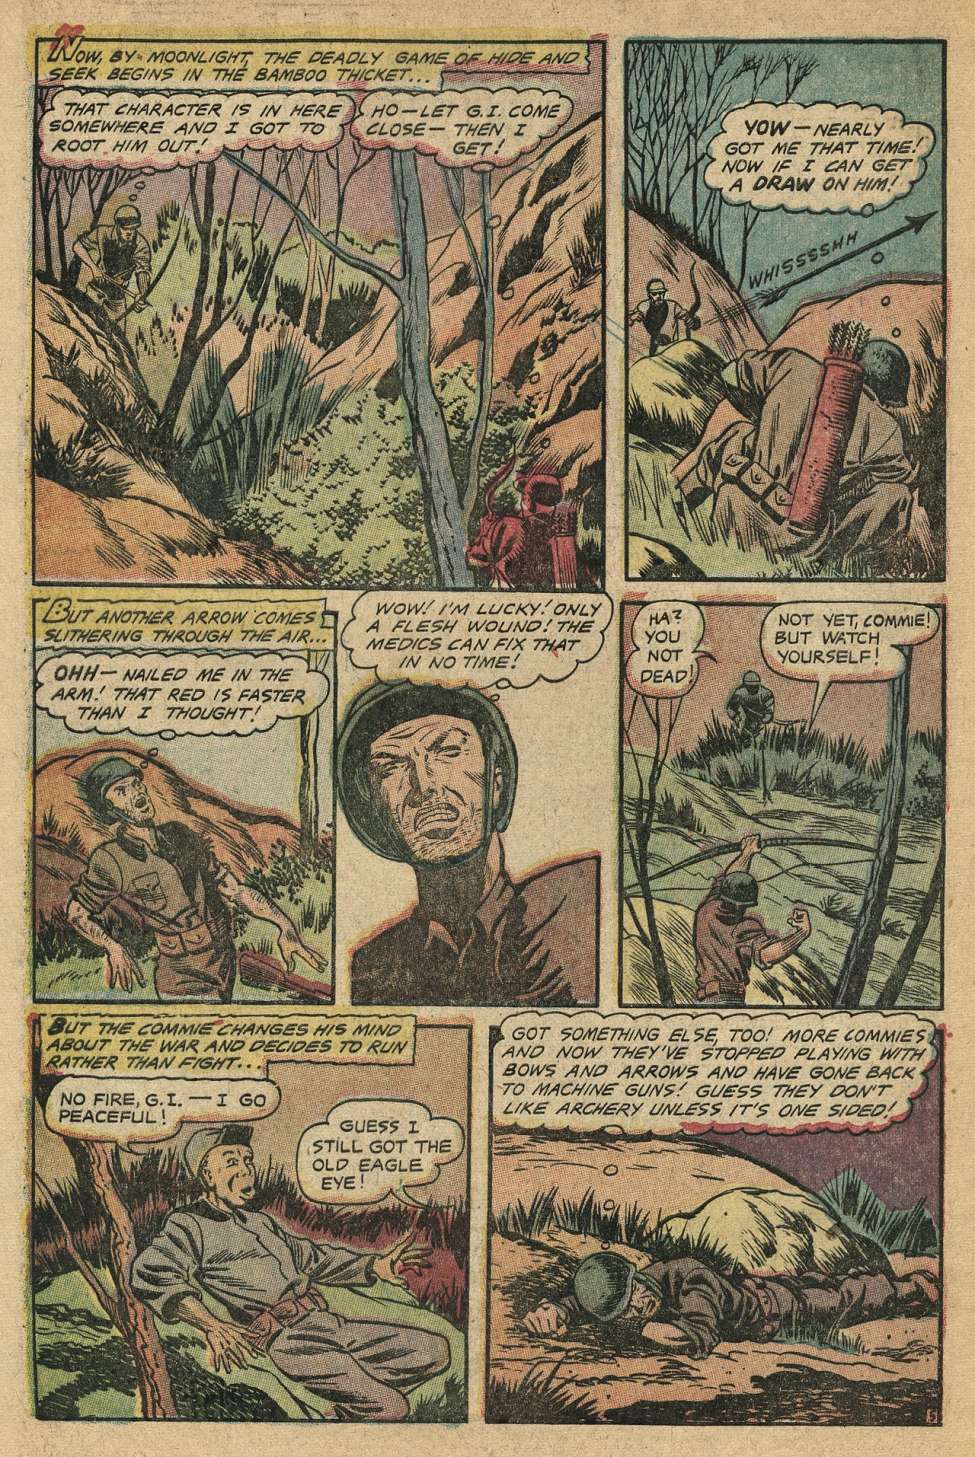 NOW, BY MOONLIGHT, THE DEADLY GAME OF HIDE AND
SEEK BEGINS IN THE BAMBOO THICKET...
THAT CHARACTER IS IN HERE
SOMEWHERE AND I GOT TO
ROOT HIM OUT!
HO—LET G.I. COME
CLOSE— THEN I
GET!
YOW—NEARLY
GOT ME THAT TIME!
NOW IF I CAN GET
A DRAW ON HIM!
WHISSSSHH
BUT ANOTHER ARROW COMES
SLITHERING THROUGH THE AIR...
OHH— NAILED ME IN THE
ARM! THAT RED IS FASTER
THAN I THOUGHT!
WOW! I'M LUCKY! ONLY
A FLESH WOUND! THE
MEDICS CAN FIX THAT
IN NO TIME!
HA?
YOU
NOT
DEAD!
NOT YET, COMMIE!
BUT WATCH
YOURSELF!
BUT THE COMMIE CHANGES HIS MIND
ABOUT THE WAR AND DECIDES TO RUN
RATHER THAN FIGHT...
NO FIRE, G.I. — I GO
PEACEFUL!
GUESS I
STILL GOT THE
OLD EAGLE
EYE!
GOT SOMETHING ELSE, TOO! MORE COMMIES
AND NOW THEY'VE STOPPED PLAYING WITH
BOWS AND ARROWS AND HAVE GONE BACK
TO MACHINE GUNS! GUESS THEY DON'T
LIKE ARCHERY UNLESS IT'S ONE SIDED!
5